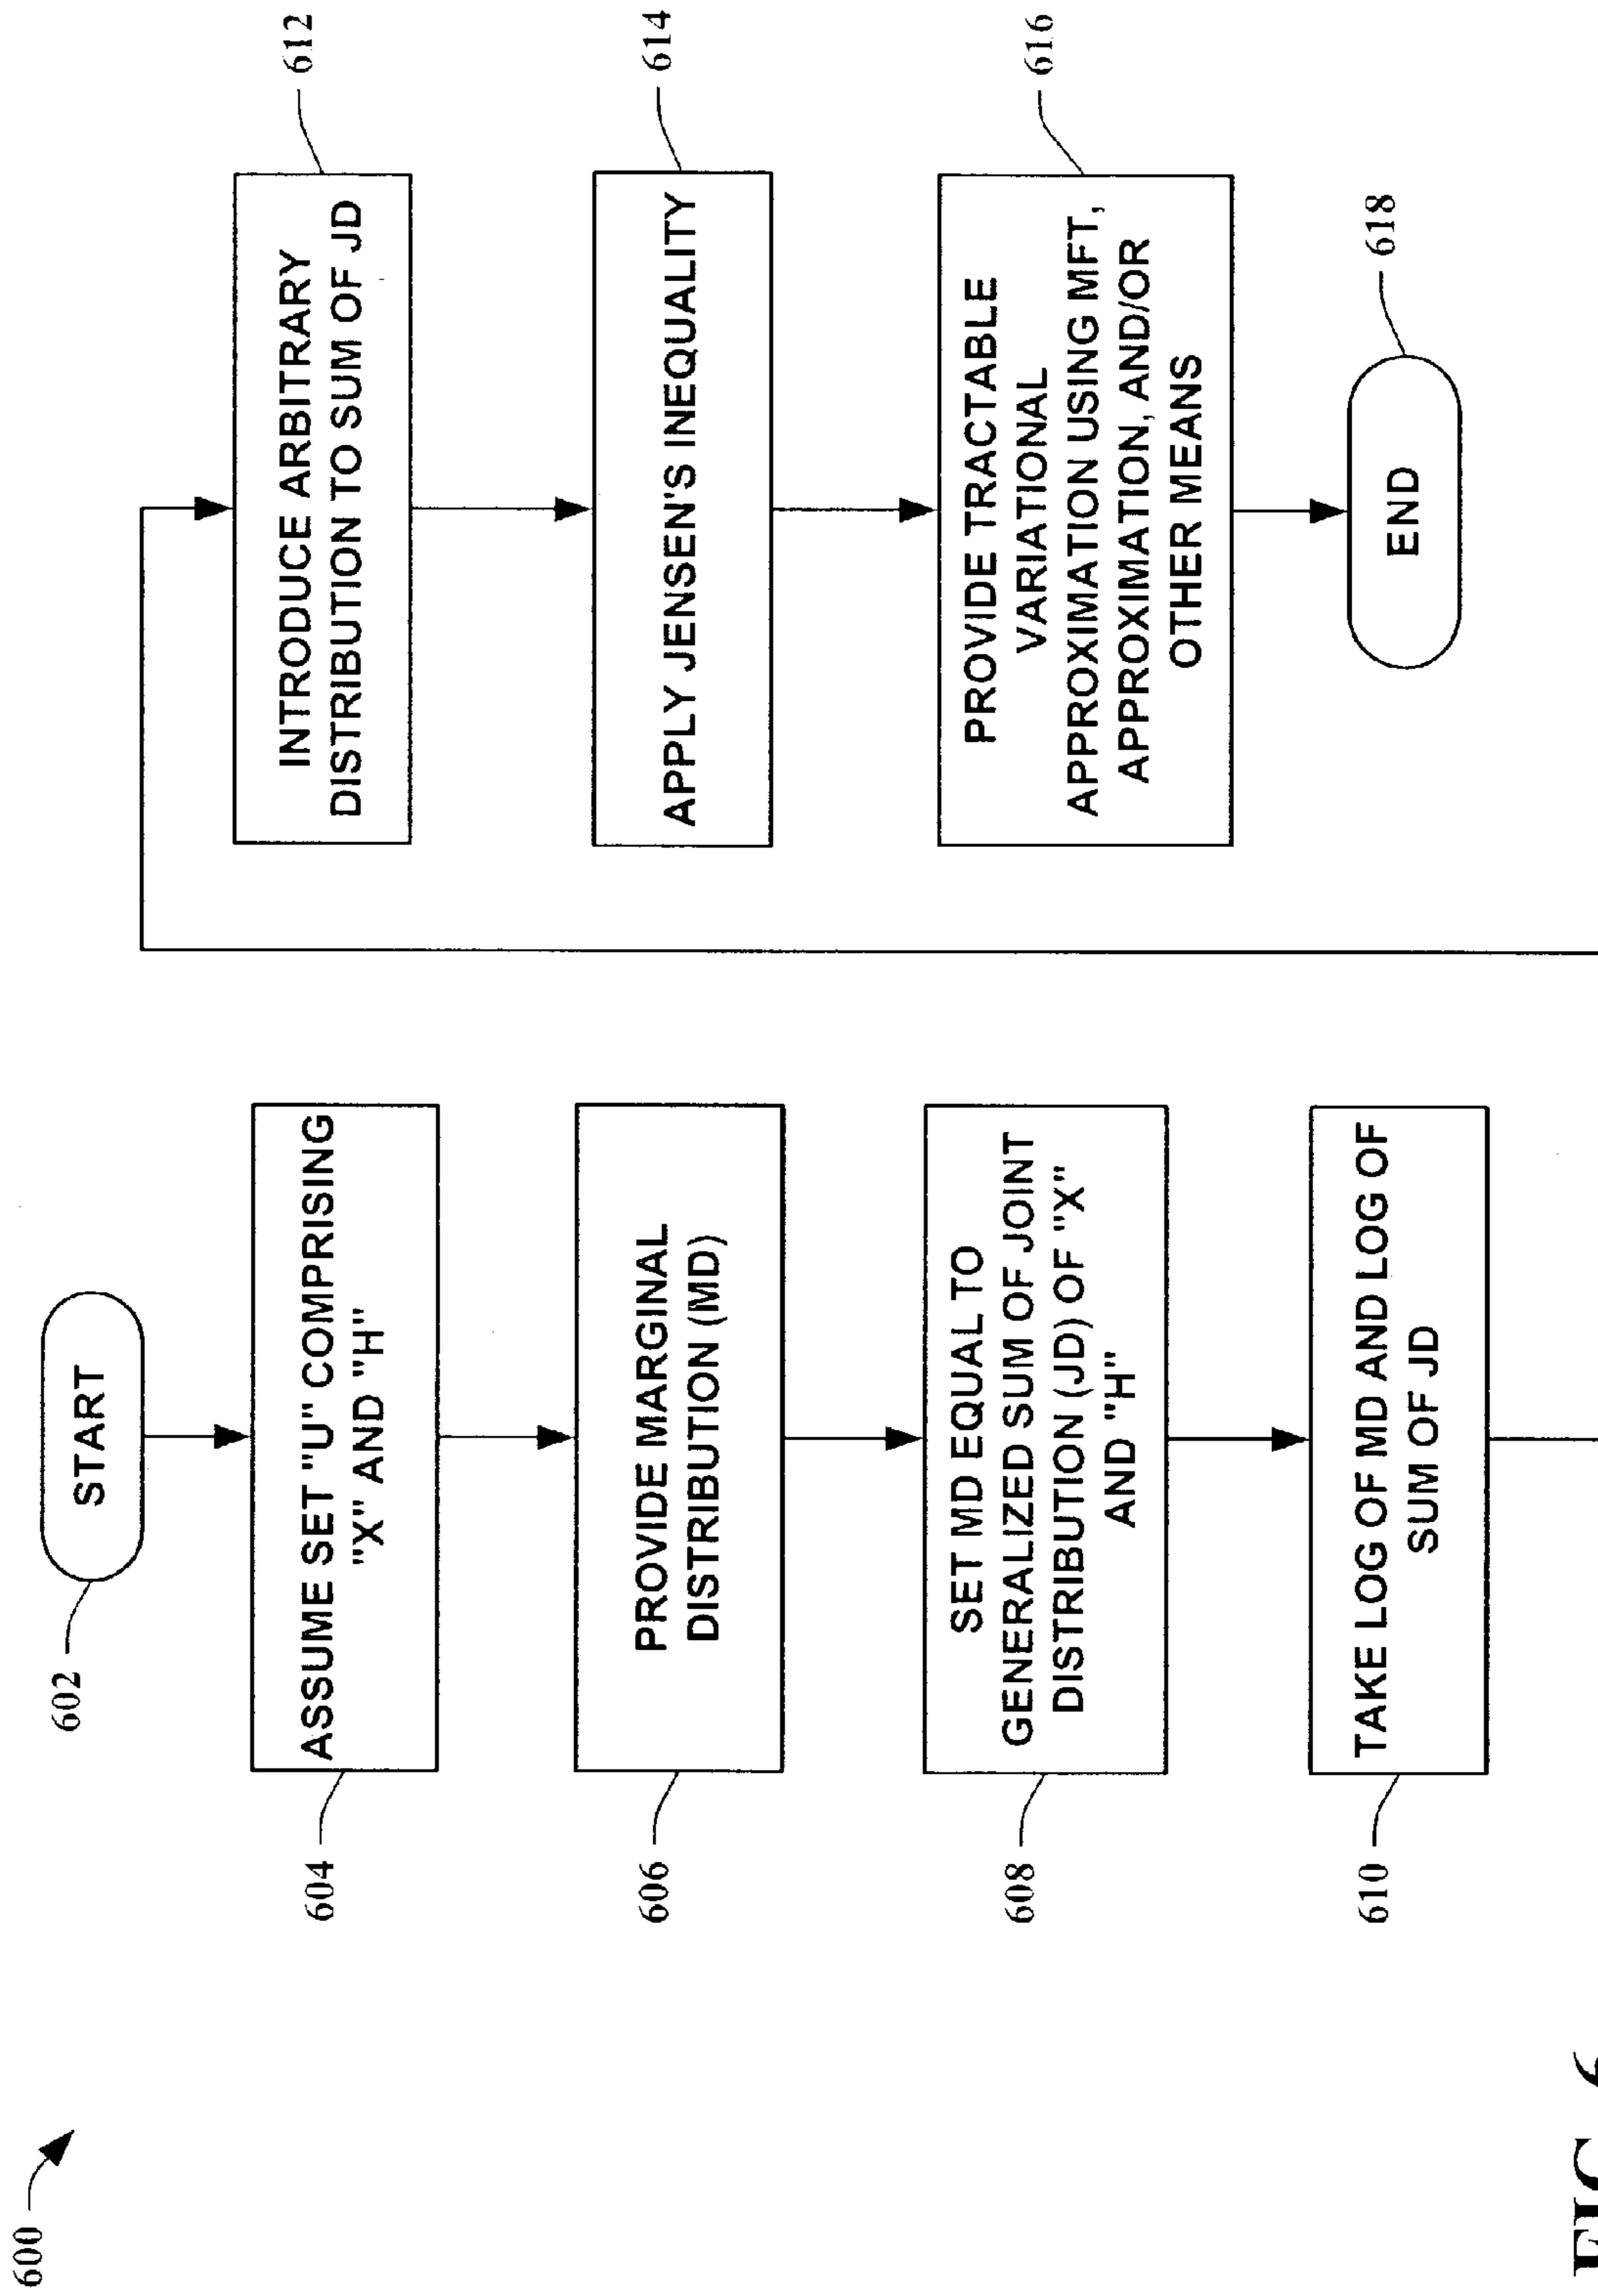 600
602
START
604
ASSUME SET "U" COMPRISING
"X" AND "H"
606
PROVIDE MARGINAL
DISTRIBUTION (MD)
608
SET MD EQUAL TO
GENERALIZED SUM OF JOINT
DISTRIBUTION (JD) OF "X"
AND "H"
610
TAKE LOG OF MD AND LOG OF
SUM OF JD
612
INTRODUCE ARBITRARY
DISTRIBUTION TO SUM OF JD
614
APPLY JENSEN'S INEQUALITY
616
PROVIDE TRACTABLE
VARIATIONAL
APPROXIMATION USING MFT,
APPROXIMATION, AND/OR
OTHER MEANS
618
END
FIG. 6